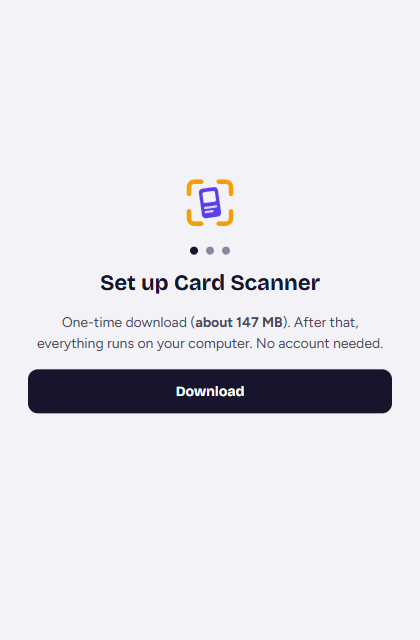 Set up Card Scanner
One-time download (about 147 MB). After that,
everything runs on your computer. No account needed.
Download